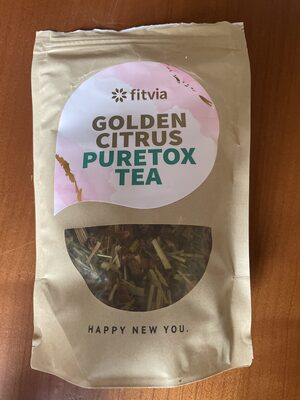 fitvia
GOLDEN
CITRUS
PURETOX
TEA
HAPPY NEW YOU.